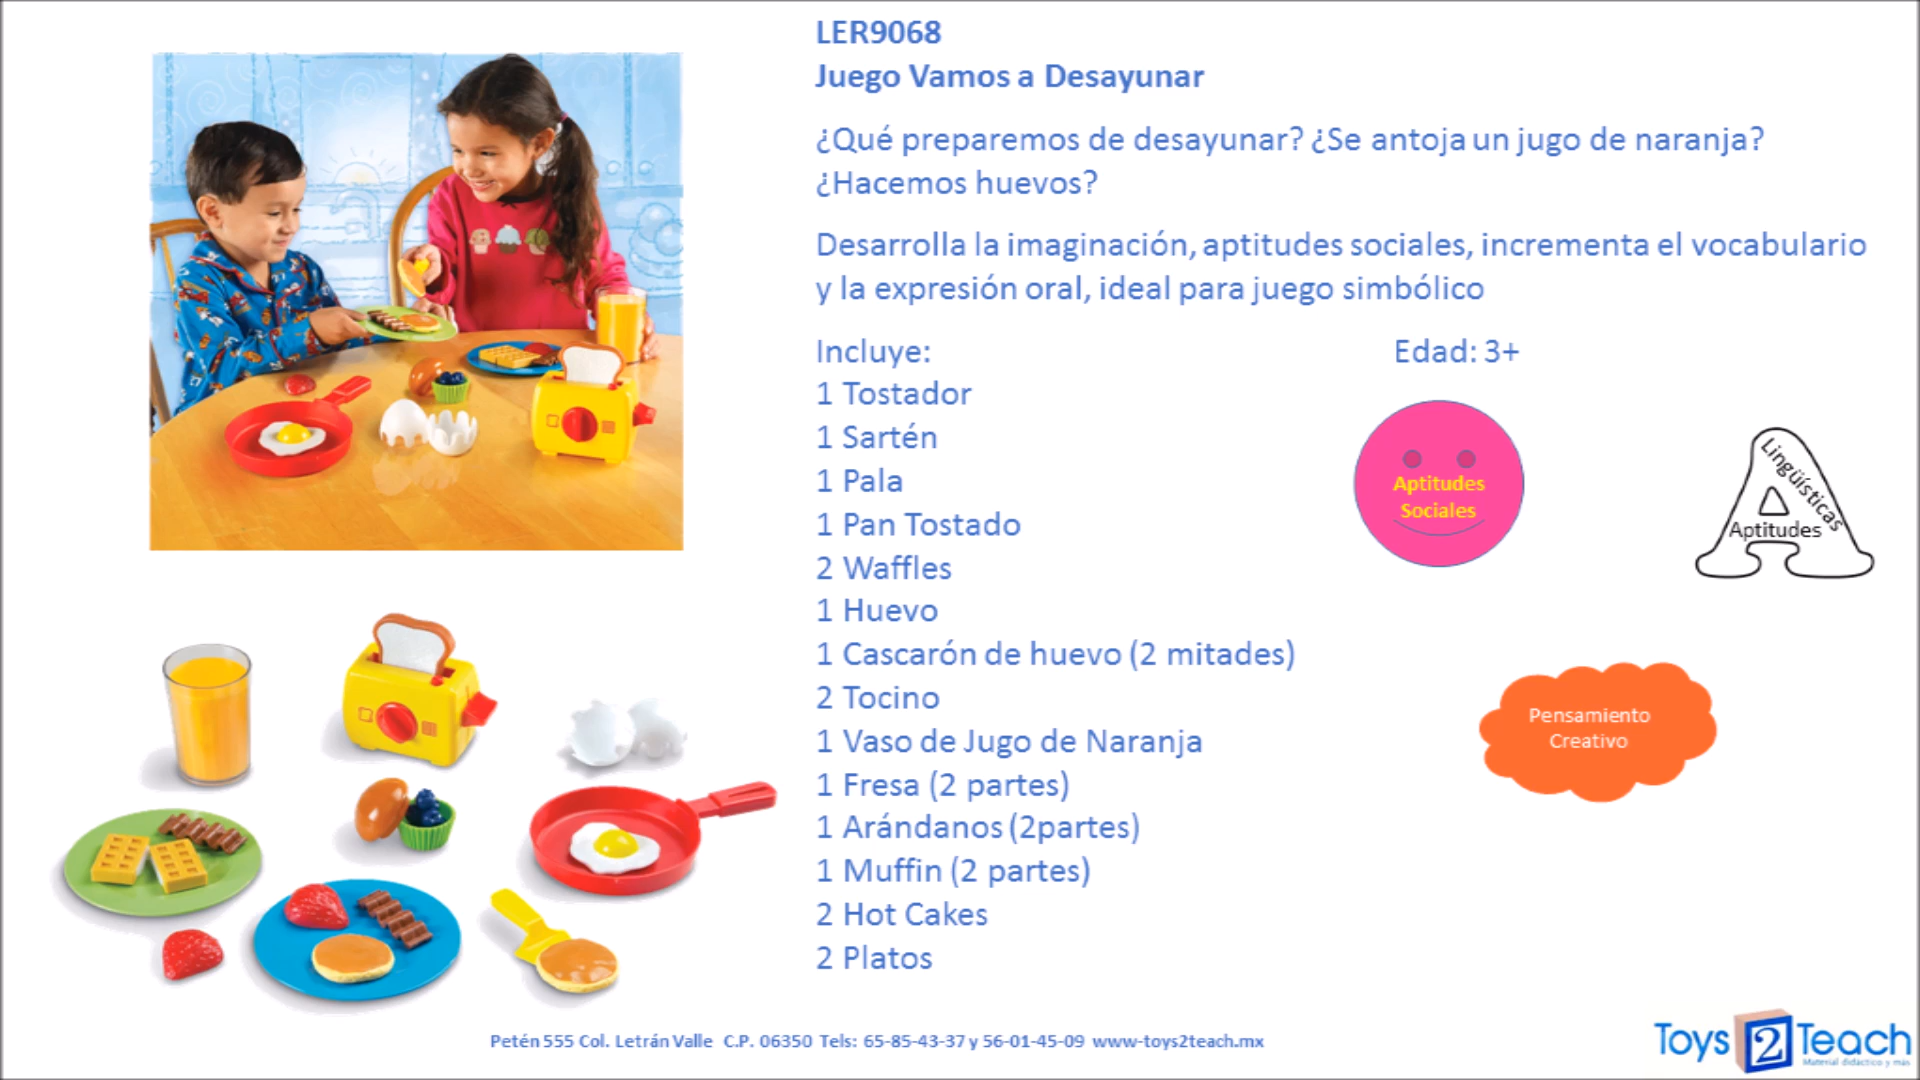 LER9068
Juego Vamos a Desayunar
¿Qué preparemos de desayunar? ¿Se antoja un jugo de naranja?
¿Hacemos huevos?
Desarrolla la imaginación, aptitudes sociales, incrementa el vocabulario
y la expresión oral, ideal para juego simbólico
Incluye:
Edad: 3+
1 Tostador
1 Sartén
1 Pala
1 Pan Tostado
2 Waffles
1 Huevo
1 Cascarón de huevo (2 mitades)
2 Tocino
1 Vaso de Jugo de Naranja
1 Fresa (2 partes)
1 Arándanos (2partes)
1 Muffin (2 partes)
2 Hot Cakes
2 Platos
Aptitudes
Sociales
Lingüísticas
Aptitudes
Pensamiento
Creativo
Petén 555 Col. Letrán Valle C.P. 06350 Tels: 65-85-43-37 y 56-01-45-09 www-toys2teach.mx
Toys 2 Teach
Material didáctico y más